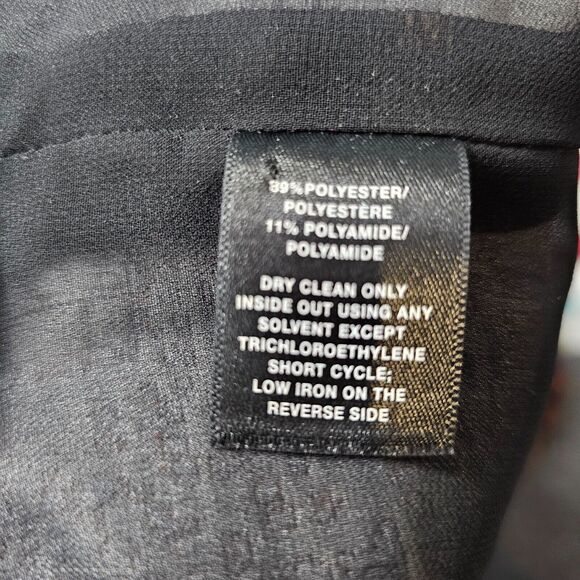 89%POLYESTER/
POLYESTÈRE
11% POLYAMIDE/
POLYAMIDE
DRY CLEAN ONLY
INSIDE OUT USING ANY
SOLVENT EXCEPT
TRICHLOROETHYLENE
SHORT CYCLE;
LOW IRON ON THE
REVERSE SIDE